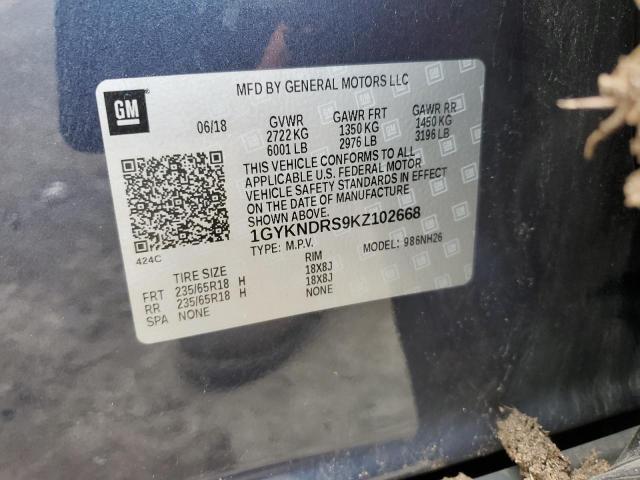 MFD BY GENERAL MOTORS LLC
GM
06/18 GVWR GAWR FRT GAWR RR
2722 KG 1350 KG 1450 KG
6001 LB 2976 LB 3196 LB
THIS VEHICLE CONFORMS TO ALL
APPLICABLE U.S. FEDERAL MOTOR
VEHICLE SAFETY STANDARDS IN EFFECT
ON THE DATE OF MANUFACTURE
SHOWN ABOVE.
1GYKNDRS9KZ102668
424C
TYPE: M.P.V. MODEL: 986NH26
TIRE SIZE RIM
FRT 235/65R18 H 18X8J
RR 235/65R18 H 18X8J
SPA NONE NONE